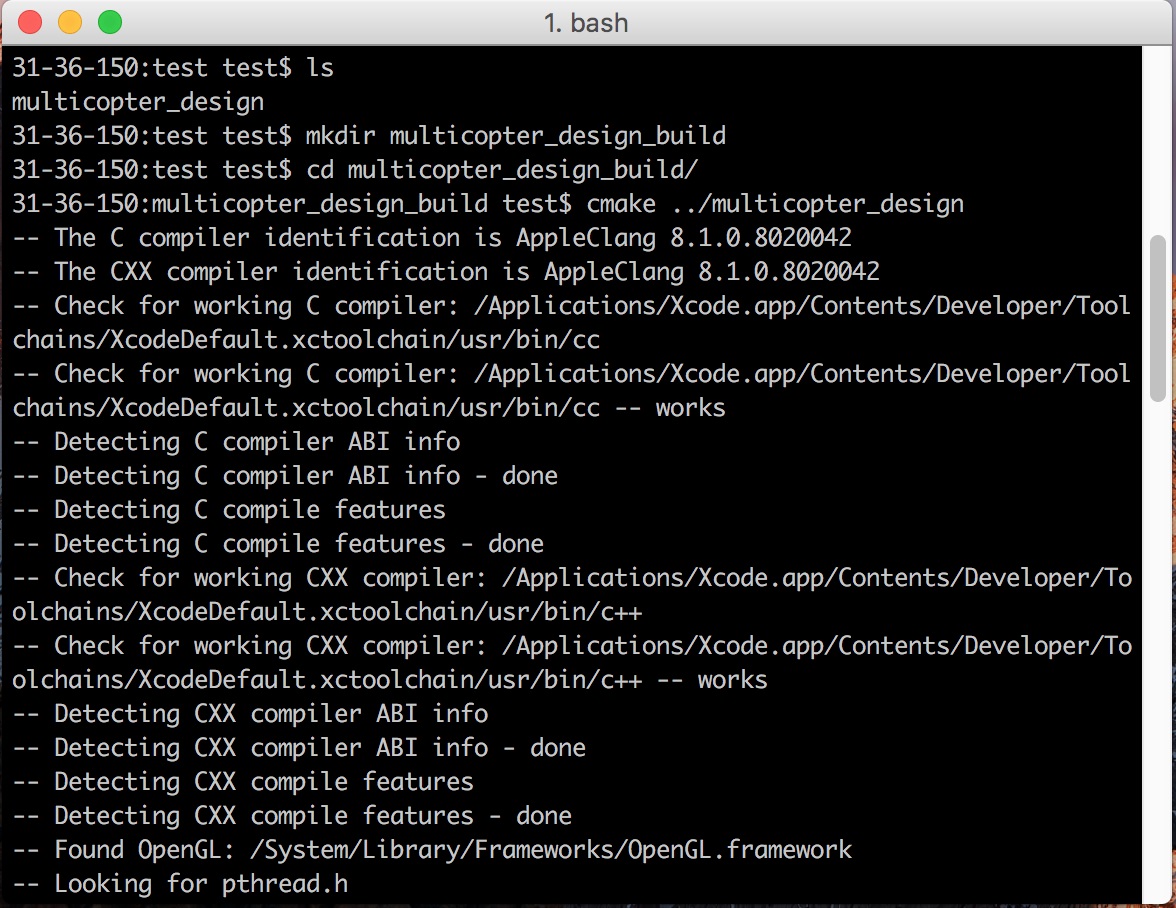 1. bash
31-36-150:test test$ ls
multicopter_design
31-36-150:test test$ mkdir multicopter_design_build
31-36-150:test test$ cd multicopter_design_build/
31-36-150:multicopter_design_build test$ cmake ../multicopter_design
-- The C compiler identification is AppleClang 8.1.0.8020042
-- The CXX compiler identification is AppleClang 8.1.0.8020042
-- Check for working C compiler: /Applications/Xcode.app/Contents/Developer/Tool
chains/XcodeDefault.xctoolchain/usr/bin/cc
-- Check for working C compiler: /Applications/Xcode.app/Contents/Developer/Tool
chains/XcodeDefault.xctoolchain/usr/bin/cc -- works
-- Detecting C compiler ABI info
-- Detecting C compiler ABI info - done
-- Detecting C compile features
-- Detecting C compile features - done
-- Check for working CXX compiler: /Applications/Xcode.app/Contents/Developer/To
olchains/XcodeDefault.xctoolchain/usr/bin/c++
-- Check for working CXX compiler: /Applications/Xcode.app/Contents/Developer/To
olchains/XcodeDefault.xctoolchain/usr/bin/c++ -- works
-- Detecting CXX compiler ABI info
-- Detecting CXX compiler ABI info - done
-- Detecting CXX compile features
-- Detecting CXX compile features - done
-- Found OpenGL: /System/Library/Frameworks/OpenGL.framework
-- Looking for pthread.h